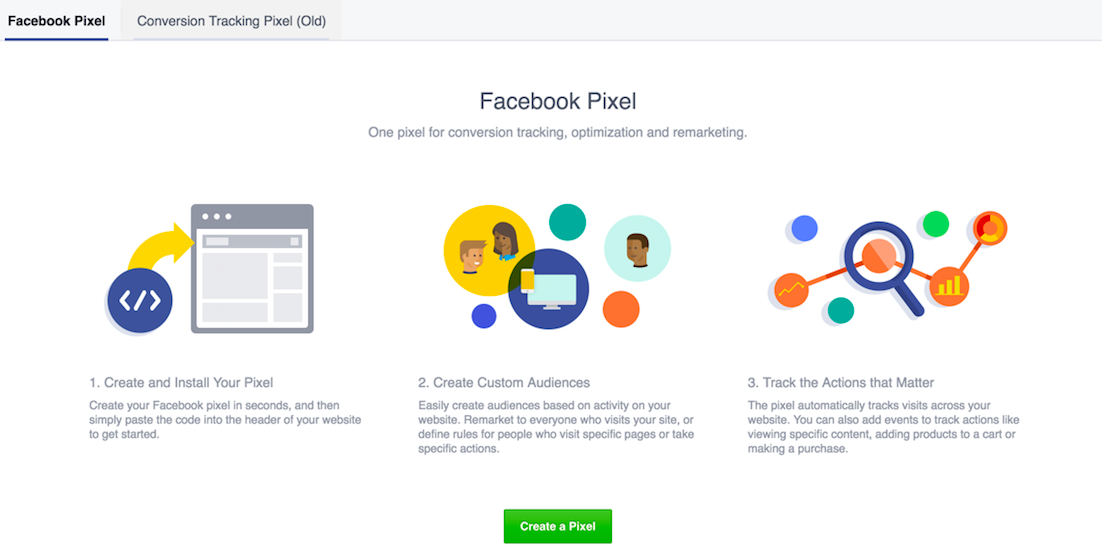 Facebook Pixel
Conversion Tracking Pixel (Old)
Facebook Pixel
One pixel for conversion tracking, optimization and remarketing.
</>
1. Create and Install Your Pixel
Create your Facebook pixel in seconds, and then
simply paste the code into the header of your website
to get started.
2. Create Custom Audiences
Easily create audiences based on activity on your
website. Remarket to everyone who visits your site, or
define rules for people who visit specific pages or take
specific actions.
3. Track the Actions that Matter
The pixel automatically tracks visits across your
website. You can also add events to track actions like
viewing specific content, adding products to a cart or
making a purchase.
Create a Pixel